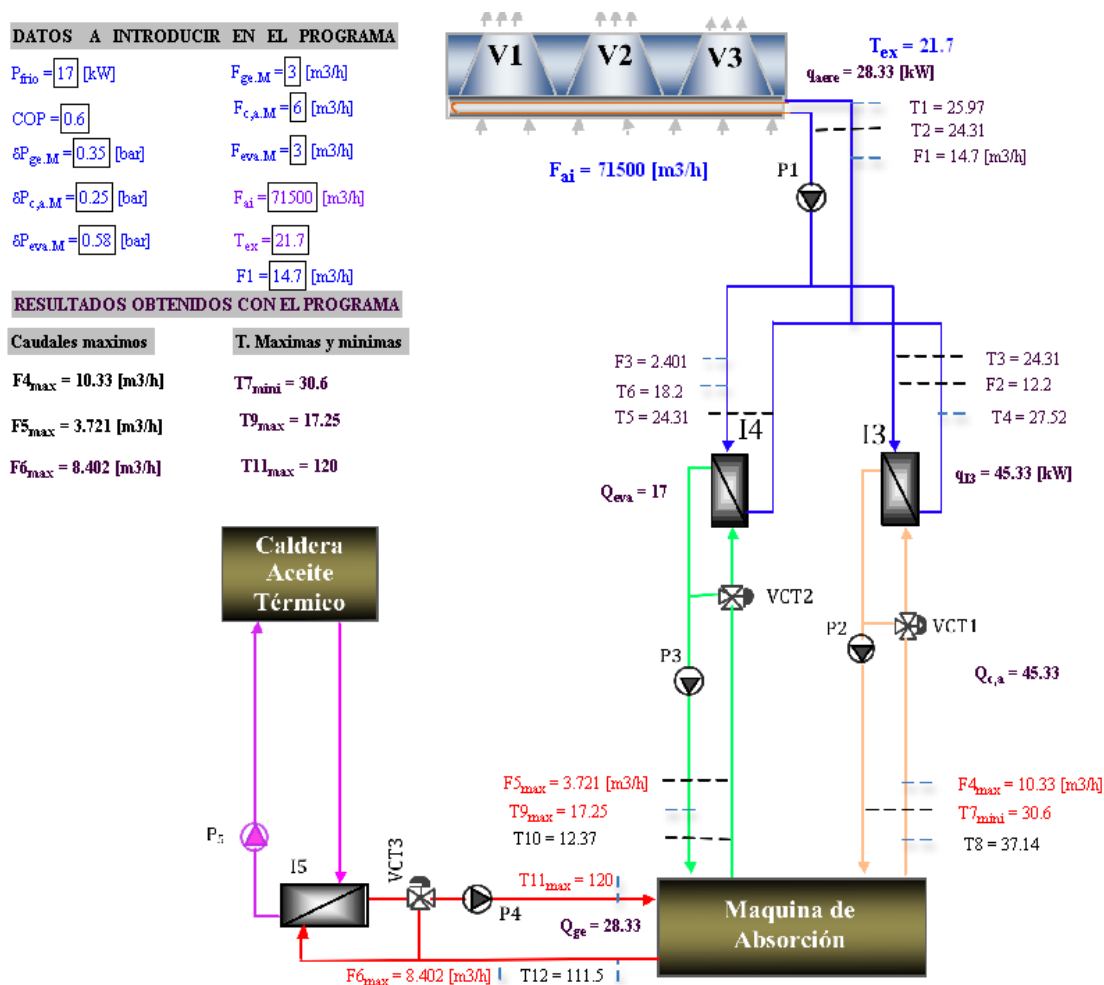 DATOS A INTRODUCIR EN EL PROGRAMA
Pfrio = 17 [kW]
COP = 0.6
δPge.M = 0.35 [bar]
δPc,a.M = 0.25 [bar]
δPeva.M = 0.58 [bar]
Fge.M = 3 [m3/h]
Fc,a.M = 6 [m3/h]
Feva.M = 3 [m3/h]
Fai = 71500 [m3/h]
Tex = 21.7
F1 = 14.7 [m3/h]
RESULTADOS OBTENIDOS CON EL PROGRAMA
Caudales maximos
F4max = 10.33 [m3/h]
F5max = 3.721 [m3/h]
F6max = 8.402 [m3/h]
T. Maximas y minimas
T7mini = 30.6
T9max = 17.25
T11max = 120
V1
V2
V3
Tex = 21.7
qaere = 28.33 [kW]
T1 = 25.97
T2 = 24.31
F1 = 14.7 [m3/h]
Fai = 71500 [m3/h]
P1
F3 = 2.401
T6 = 18.2
T5 = 24.31
T3 = 24.31
F2 = 12.2
T4 = 27.52
I4
I3
Qeva = 17
qI3 = 45.33 [kW]
Caldera
Aceite
Térmico
VCT2
VCT1
P3
P2
Qc,a = 45.33
F5max = 3.721 [m3/h]
T9max = 17.25
T10 = 12.37
F4max = 10.33 [m3/h]
T7mini = 30.6
T8 = 37.14
P5
I5
VCT3
P4
T11max = 120
Qge = 28.33
Maquina de
Absorción
F6max = 8.402 [m3/h]
T12 = 111.5